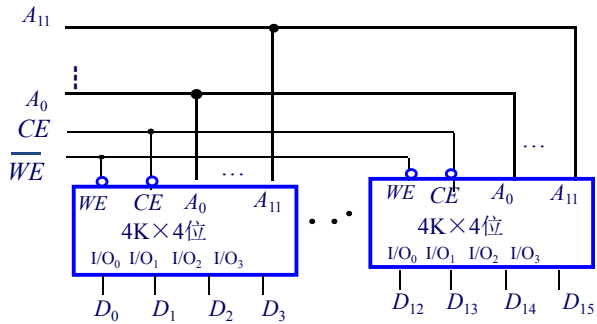 A₁₁
...
A₀
CE
W̅E̅
WE CE A₀ ... A₁₁
4K×4位
I/O₀ I/O₁ I/O₂ I/O₃
D₀ D₁ D₂ D₃
...
...
WE CE A₀ A₁₁
4K×4位
I/O₀ I/O₁ I/O₂ I/O₃
D₁₂ D₁₃ D₁₄ D₁₅